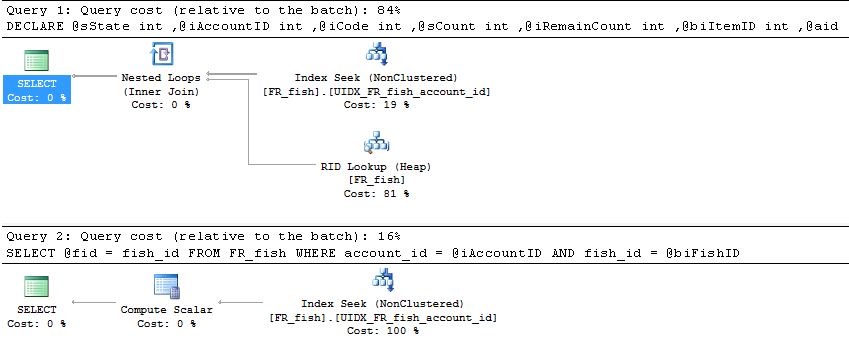 Query 1: Query cost (relative to the batch): 84%
DECLARE @sState int ,@iAccountID int ,@iCode int ,@sCount int ,@iRemainCount int ,@biItemID int ,@aid
SELECT
Cost: 0 %
Nested Loops
(Inner Join)
Cost: 0 %
Index Seek (NonClustered)
[FR_fish].[UIDX_FR_fish_account_id]
Cost: 19 %
RID Lookup (Heap)
[FR_fish]
Cost: 81 %
Query 2: Query cost (relative to the batch): 16%
SELECT @fid = fish_id FROM FR_fish WHERE account_id = @iAccountID AND fish_id = @biFishID
SELECT
Cost: 0 %
Compute Scalar
Cost: 0 %
Index Seek (NonClustered)
[FR_fish].[UIDX_FR_fish_account_id]
Cost: 100 %